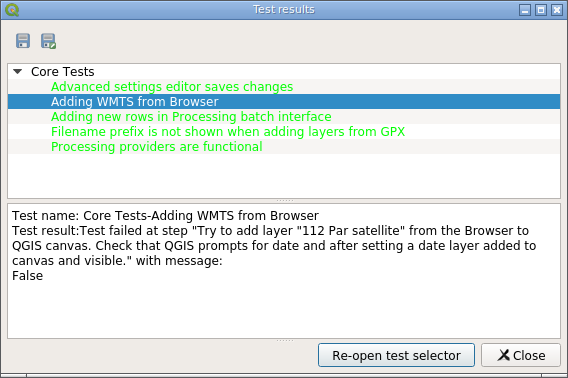 Test results
Core Tests
Advanced settings editor saves changes
Adding WMTS from Browser
Adding new rows in Processing batch interface
Filename prefix is not shown when adding layers from GPX
Processing providers are functional
Test name: Core Tests-Adding WMTS from Browser
Test result:Test failed at step "Try to add layer "112 Par satellite" from the Browser to
QGIS canvas. Check that QGIS prompts for date and after setting a date layer added to
canvas and visible." with message:
False
Re-open test selector
Close